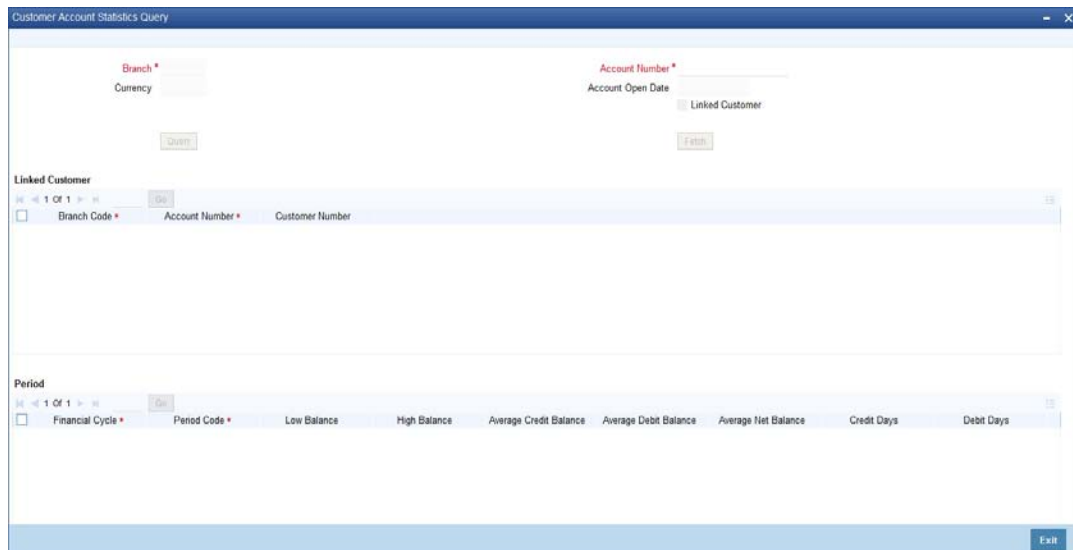 Customer Account Statistics Query
Branch *
Account Number *
Currency
Account Open Date
Linked Customer
Query
Fetch
Linked Customer
1 Of 1
Go
Branch Code *
Account Number *
Customer Number
Period
1 Of 1
Go
Financial Cycle *
Period Code *
Low Balance
High Balance
Average Credit Balance
Average Debit Balance
Average Net Balance
Credit Days
Debit Days
Exit